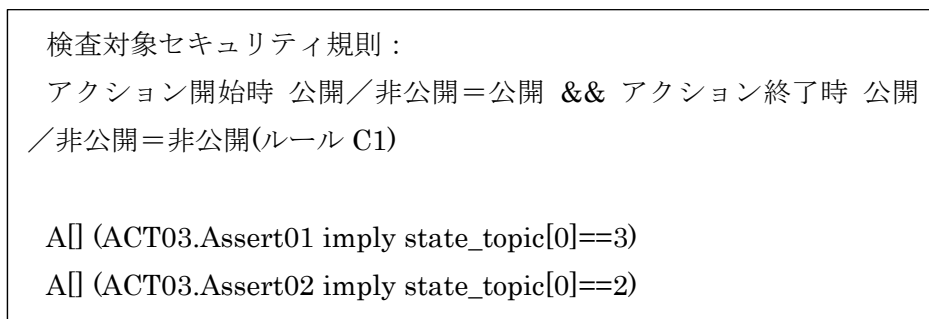 検査対象セキュリティ規則：
アクション開始時 公開／非公開＝公開 && アクション終了時 公開
／非公開＝非公開(ルール C1)
A[] (ACT03.Assert01 imply state_topic[0]==3)
A[] (ACT03.Assert02 imply state_topic[0]==2)